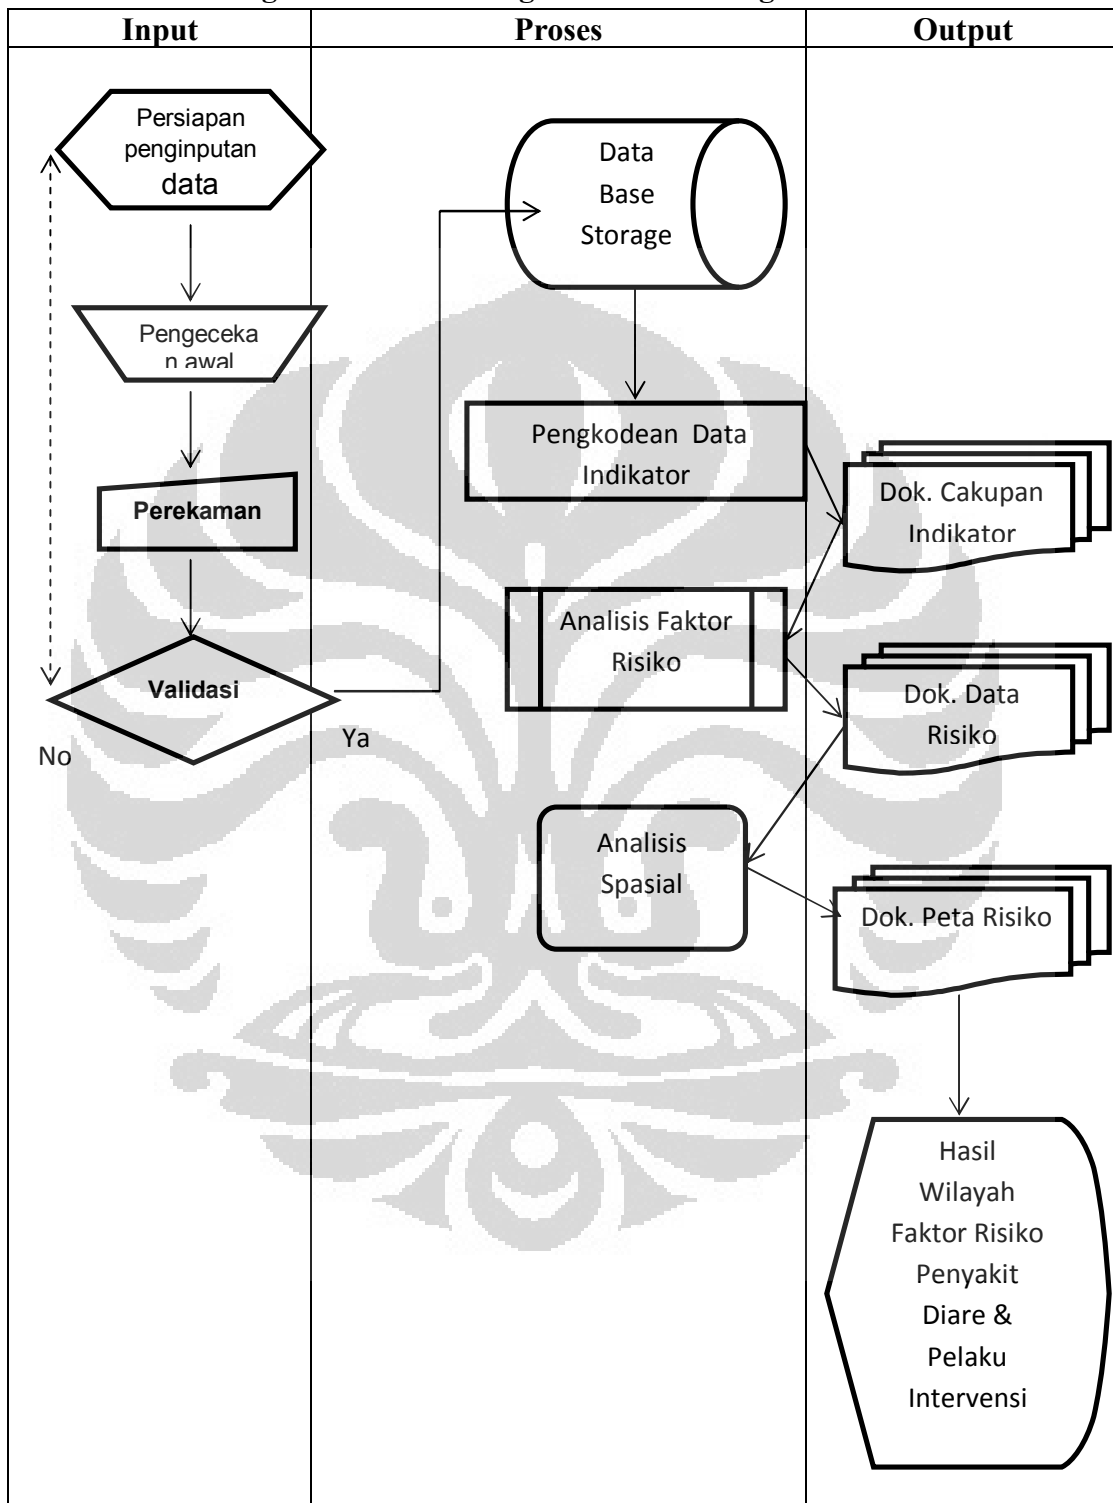 Input
Proses
Output
Persiapan
penginputan
data
Pengeceka
n awal
Perekaman
Validasi
No
Ya
Data
Base
Storage
Pengkodean Data
Indikator
Analisis Faktor
Risiko
Analisis
Spasial
Dok. Cakupan
Indikator
Dok. Data
Risiko
Dok. Peta Risiko
Hasil
Wilayah
Faktor Risiko
Penyakit
Diare &
Pelaku
Intervensi